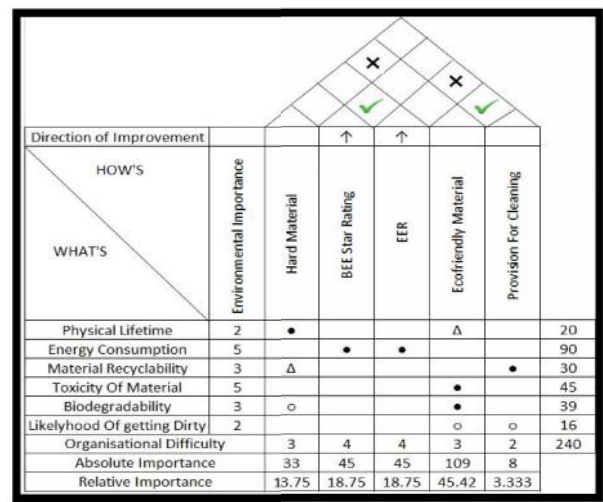 Direction of Improvement ↑ ↑
HOW'S
WHAT'S
Environmental Importance
Hard Material
BEE Star Rating
EER
Ecofriendly Material
Provision For Cleaning
Physical Lifetime 2 ● Δ 20
Energy Consumption 5 ● ● 90
Material Recyclability 3 Δ ● 30
Toxicity Of Material 5 ● 45
Biodegradability 3 ○ ● 39
Likelyhood Of getting Dirty 2 ○ ○ 16
Organisational Difficulty 3 4 4 3 2 240
Absolute Importance 33 45 45 109 8
Relative Importance 13.75 18.75 18.75 45.42 3.333